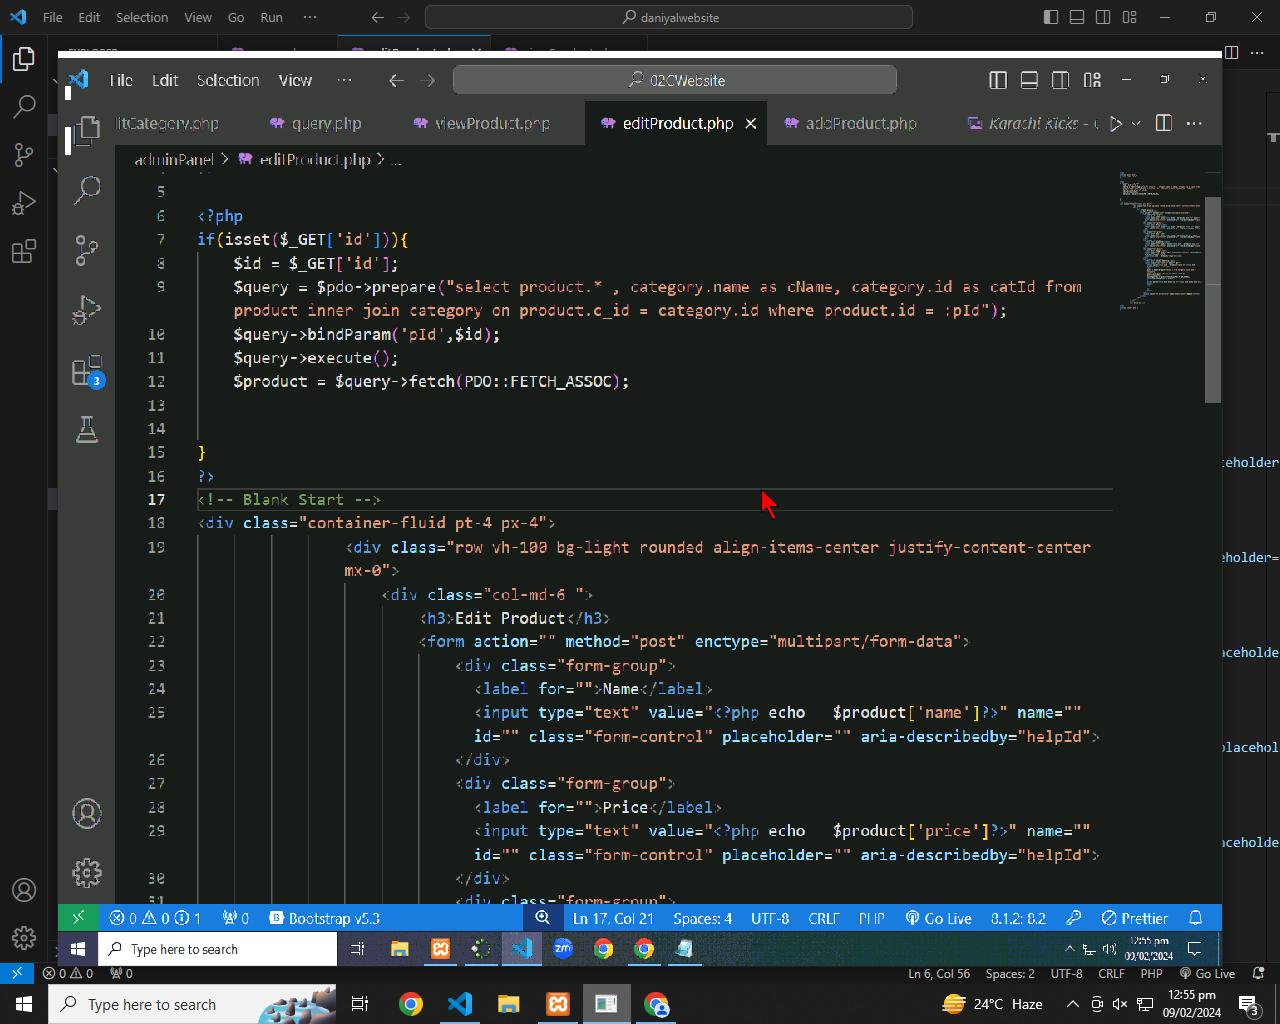 File Edit Selection View Go Run ··· daniyalwebsite
File Edit Selection View ··· 02CWebsite
litCategory.php query.php viewProduct.php editProduct.php addProduct.php Karachi Kicks -
adminPanel > editProduct.php > ...
5
6 <?php
7 if(isset($_GET['id'])){
8 $id = $_GET['id'];
9 $query = $pdo->prepare("select product.* , category.name as cName, category.id as catId from
product inner join category on product.c_id = category.id where product.id = :pId");
10 $query->bindParam('pId',$id);
11 $query->execute();
12 $product = $query->fetch(PDO::FETCH_ASSOC);
13
14
15 }
16 ?>
17 <!-- Blank Start -->
18 <div class="container-fluid pt-4 px-4">
19 <div class="row vh-100 bg-light rounded align-items-center justify-content-center
mx-0">
20 <div class="col-md-6 ">
21 <h3>Edit Product</h3>
22 <form action="" method="post" enctype="multipart/form-data">
23 <div class="form-group">
24 <label for="">Name</label>
25 <input type="text" value="<?php echo   $product['name']?>" name=""
id="" class="form-control" placeholder="" aria-describedby="helpId">
26 </div>
27 <div class="form-group">
28 <label for="">Price</label>
29 <input type="text" value="<?php echo   $product['price']?>" name=""
id="" class="form-control" placeholder="" aria-describedby="helpId">
30 </div>
31 <div class="form-group">
eholder
eholder=
aceholde
placehol
aceholde
3
0 0 1 0 Bootstrap v5.3 Ln 17, Col 21 Spaces: 4 UTF-8 CRLF PHP Go Live 8.1.2: 8.2 Prettier
Type here to search zm 12:55 pm
09/02/2024
0 0 0 Ln 6, Col 56 Spaces: 2 UTF-8 CRLF PHP Go Live
Type here to search 24°C Haze 12:55 pm
09/02/2024 3